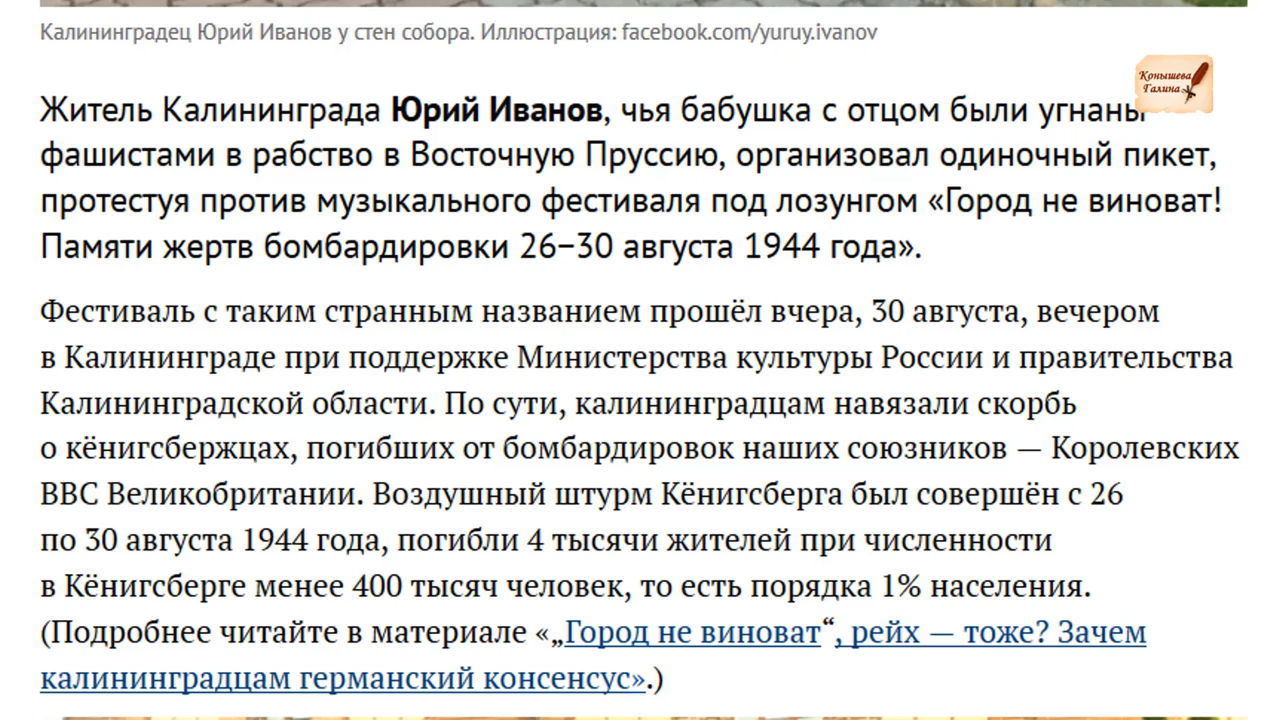 Калининградец Юрий Иванов у стен собора. Иллюстрация: facebook.com/yuruy.ivanov
Конышева
Галина
Житель Калининграда Юрий Иванов, чья бабушка с отцом были угнаны
фашистами в рабство в Восточную Пруссию, организовал одиночный пикет,
протестуя против музыкального фестиваля под лозунгом «Город не виноват!
Памяти жертв бомбардировки 26–30 августа 1944 года».
Фестиваль с таким странным названием прошёл вчера, 30 августа, вечером
в Калининграде при поддержке Министерства культуры России и правительства
Калининградской области. По сути, калининградцам навязали скорбь
о кёнигсбержцах, погибших от бомбардировок наших союзников — Королевских
ВВС Великобритании. Воздушный штурм Кёнигсберга был совершён с 26
по 30 августа 1944 года, погибли 4 тысячи жителей при численности
в Кёнигсберге менее 400 тысяч человек, то есть порядка 1% населения.
(Подробнее читайте в материале «„Город не виноват“, рейх — тоже? Зачем
калининградцам германский консенсус».)